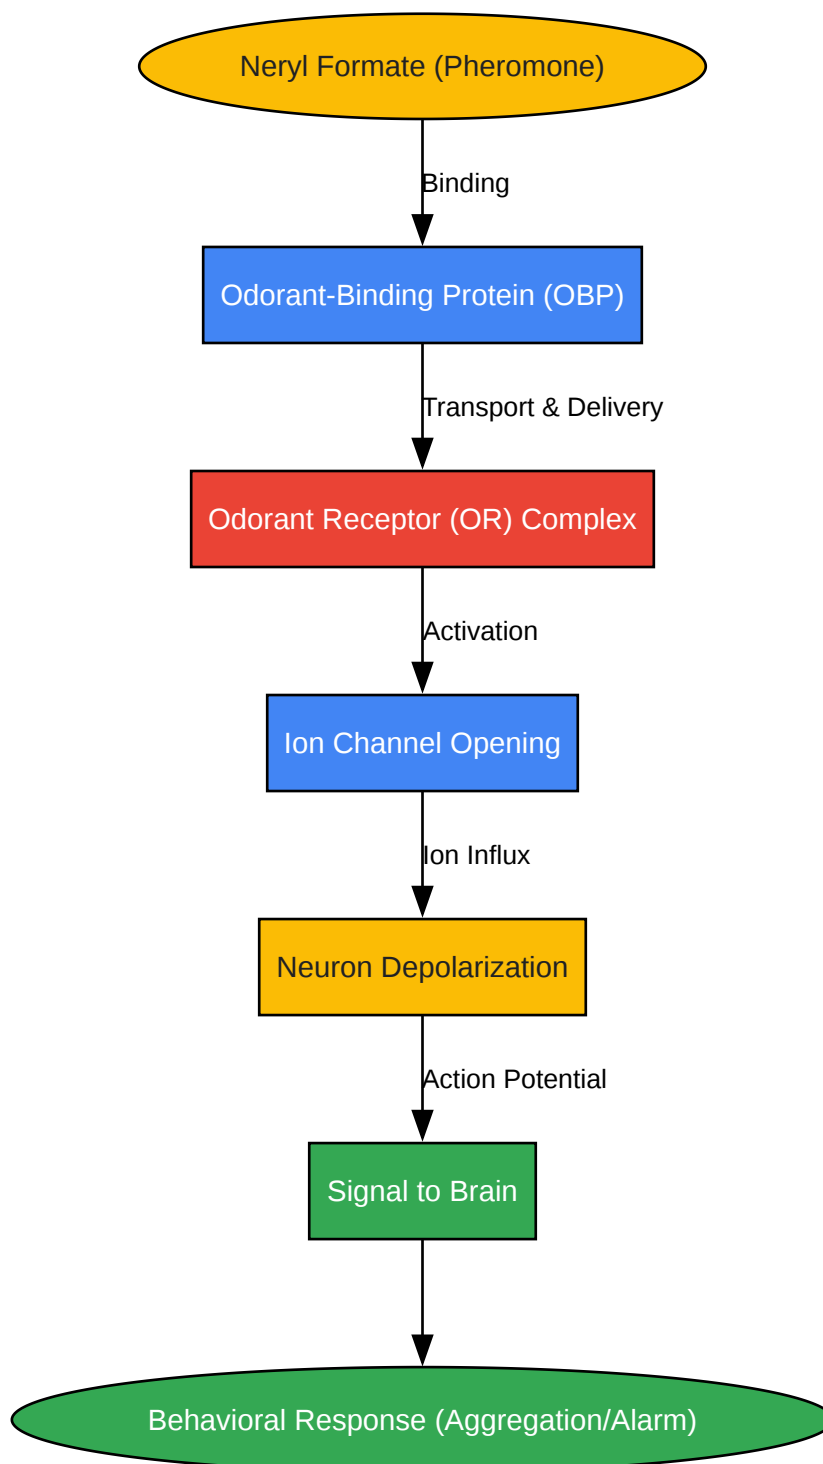 Neryl Formate (Pheromone)
Binding
Odorant-Binding Protein (OBP)
Transport & Delivery
Odorant Receptor (OR) Complex
Activation
Ion Channel Opening
Ion Influx
Neuron Depolarization
Action Potential
Signal to Brain
Behavioral Response (Aggregation/Alarm)